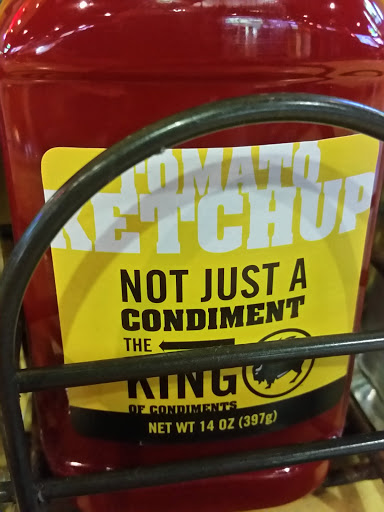 TOMATO
KETCHUP
NOT JUST A
CONDIMENT
THE
KING
OF CONDIMENTS
NET WT 14 OZ (397g)